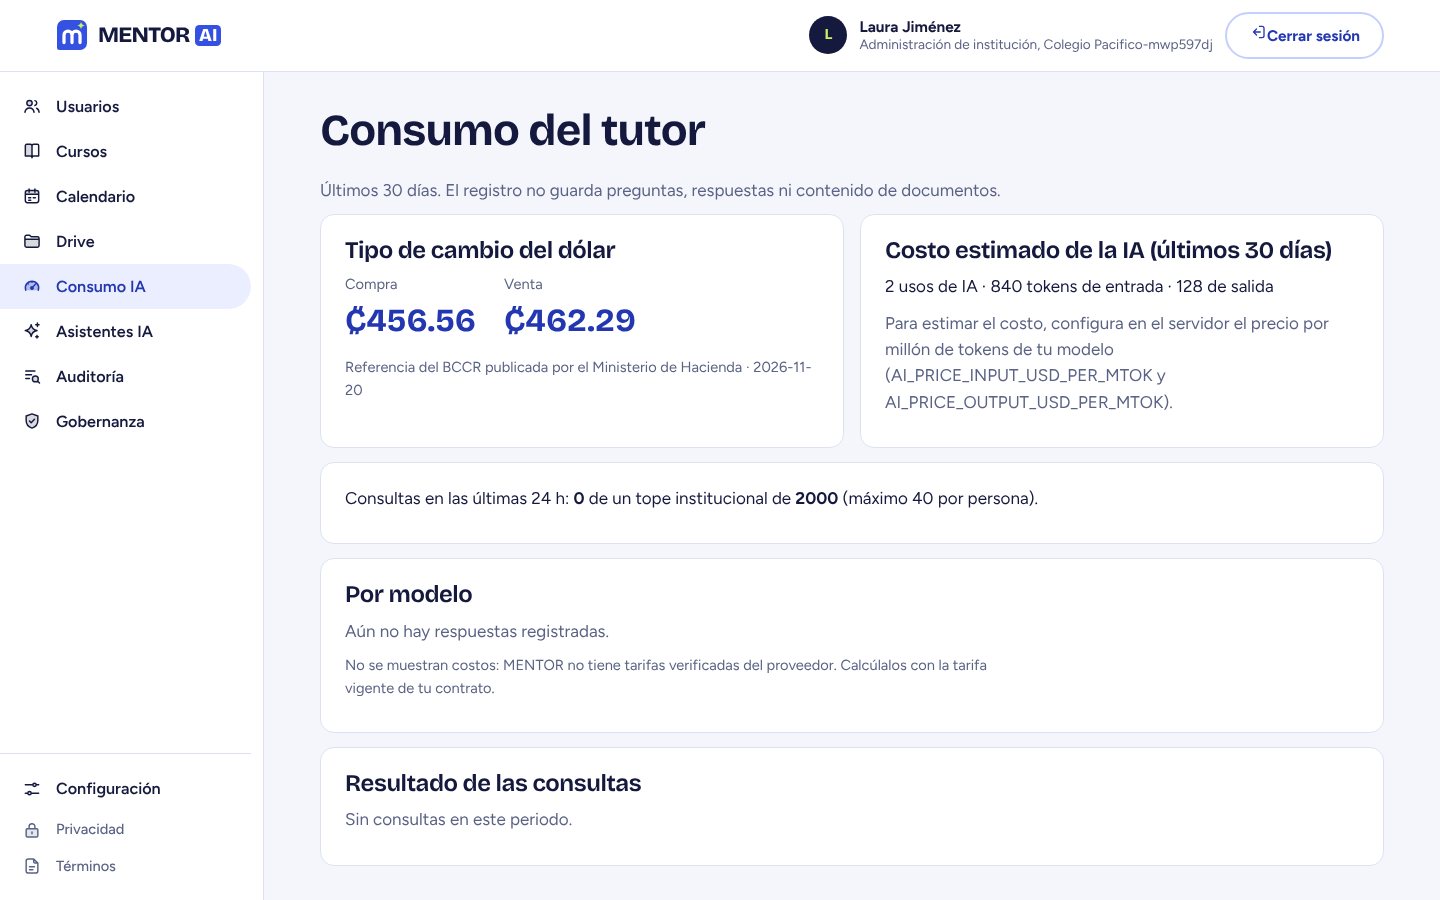 MENTOR AI
L
Laura Jiménez
Administración de institución, Colegio Pacifico-mwp597dj
Cerrar sesión
Usuarios
Cursos
Calendario
Drive
Consumo IA
Asistentes IA
Auditoría
Gobernanza
Configuración
Privacidad
Términos
Consumo del tutor
Últimos 30 días. El registro no guarda preguntas, respuestas ni contenido de documentos.
Tipo de cambio del dólar
Compra
₡456.56
Venta
₡462.29
Referencia del BCCR publicada por el Ministerio de Hacienda · 2026-11-
20
Costo estimado de la IA (últimos 30 días)
2 usos de IA · 840 tokens de entrada · 128 de salida
Para estimar el costo, configura en el servidor el precio por
millón de tokens de tu modelo
(AI_PRICE_INPUT_USD_PER_MTOK y
AI_PRICE_OUTPUT_USD_PER_MTOK).
Consultas en las últimas 24 h: 0 de un tope institucional de 2000 (máximo 40 por persona).
Por modelo
Aún no hay respuestas registradas.
No se muestran costos: MENTOR no tiene tarifas verificadas del proveedor. Calcúlalos con la tarifa
vigente de tu contrato.
Resultado de las consultas
Sin consultas en este periodo.